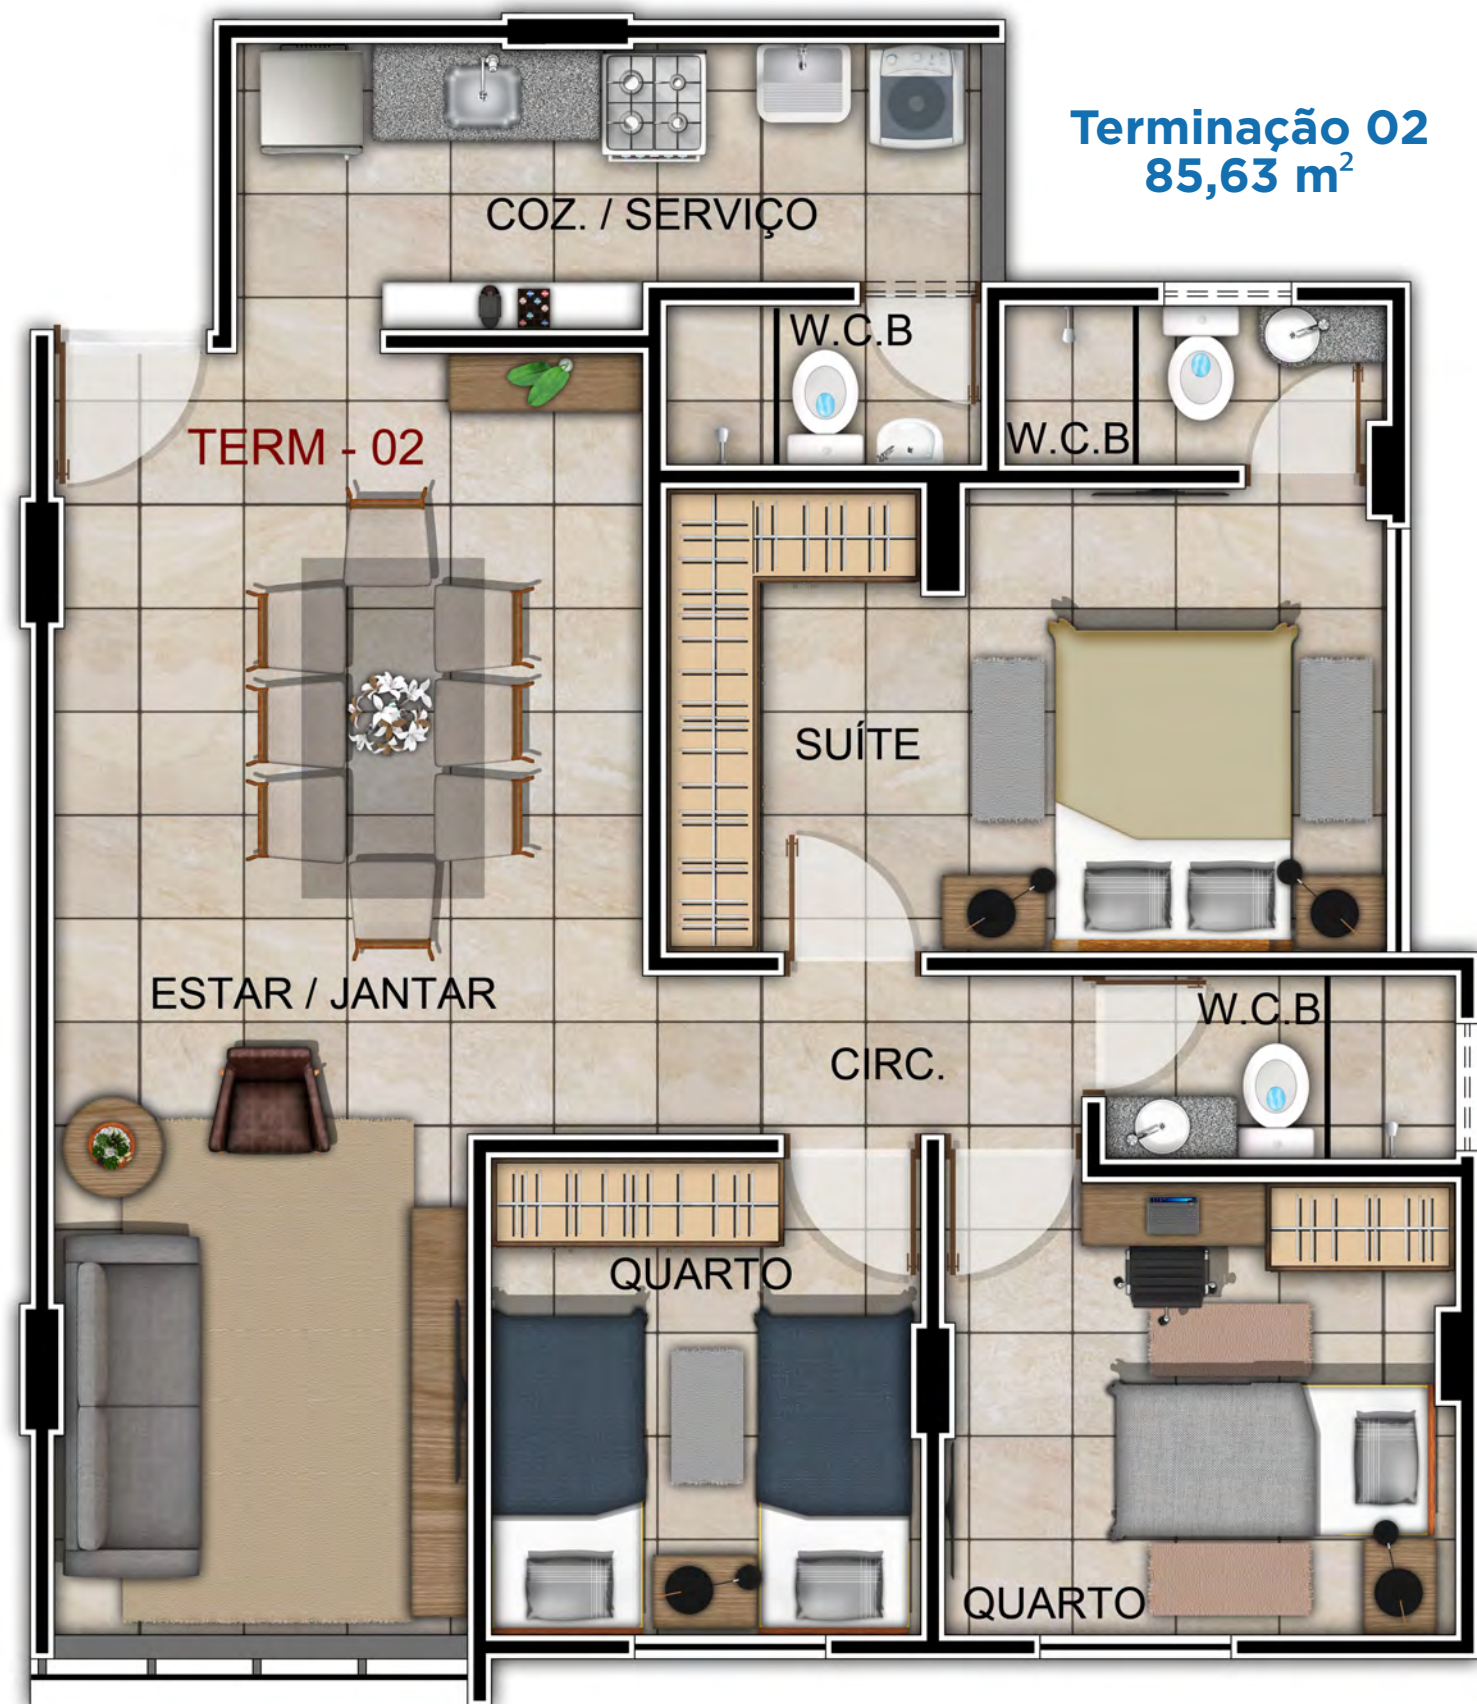 Terminação 02
85,63 m²
COZ. / SERVIÇO
W.C.B
W.C.B
TERM - 02
SUÍTE
ESTAR / JANTAR
W.C.B
CIRC.
QUARTO
QUARTO